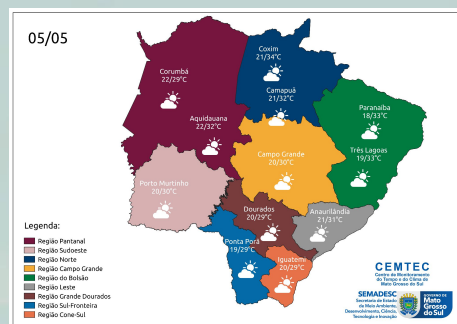 05/05
Coxim
21/34°C
Corumbá
22/29°C
Camapuã
21/32°C
Paranaíba
18/33°C
Aquidauana
22/32°C
Três Lagoas
19/33°C
Campo Grande
20/30°C
Porto Murtinho
20/30°C
Dourados
20/29°C
Anaurilândia
21/31°C
Ponta Porã
19/29°C
Iguatemi
20/29°C
Legenda:
Região Pantanal
Região Sudoeste
Região Norte
Região Campo Grande
Região do Bolsão
Região Leste
Região Grande Dourados
Região Sul-Fronteira
Região Cone-Sul
CEMTEC
Centro de Monitoramento
do Tempo e do Clima de
Mato Grosso do Sul
SEMADESC
Secretaria de Estado
de Meio Ambiente,
Desenvolvimento, Ciência,
Tecnologia e Inovação
GOVERNO DE
Mato
Grosso
do Sul